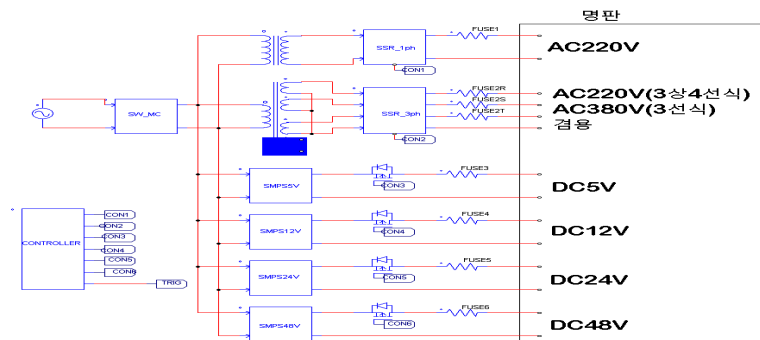 명판
FUSE1
SSR_1ph
AC220V
CON1
FUSE2R
AC220V(3상4선식)
FUSE2S
AC380V(3선식)
FUSE2T
SW_MC
SSR_3ph
겸용
CON2
FUSE3
SMPS5V
CON3
DC5V
FUSE4
SMPS12V
CON4
DC12V
CON1
CON2
CON3
CONTROLLER
CON4
CON5
CON6
TRIG
FUSE5
SMPS24V
CON5
DC24V
FUSE6
SMPS48V
CON6
DC48V